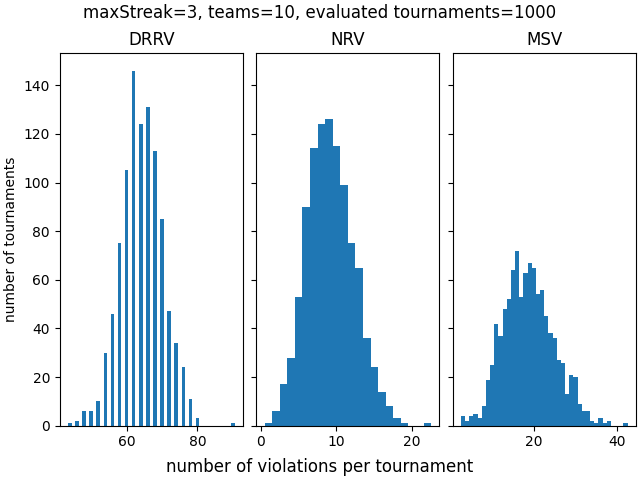 maxStreak=3, teams=10, evaluated tournaments=1000
DRRV
NRV
MSV
number of tournaments
140
120
100
80
60
40
20
0
60
80
0
10
20
20
40
number of violations per tournament